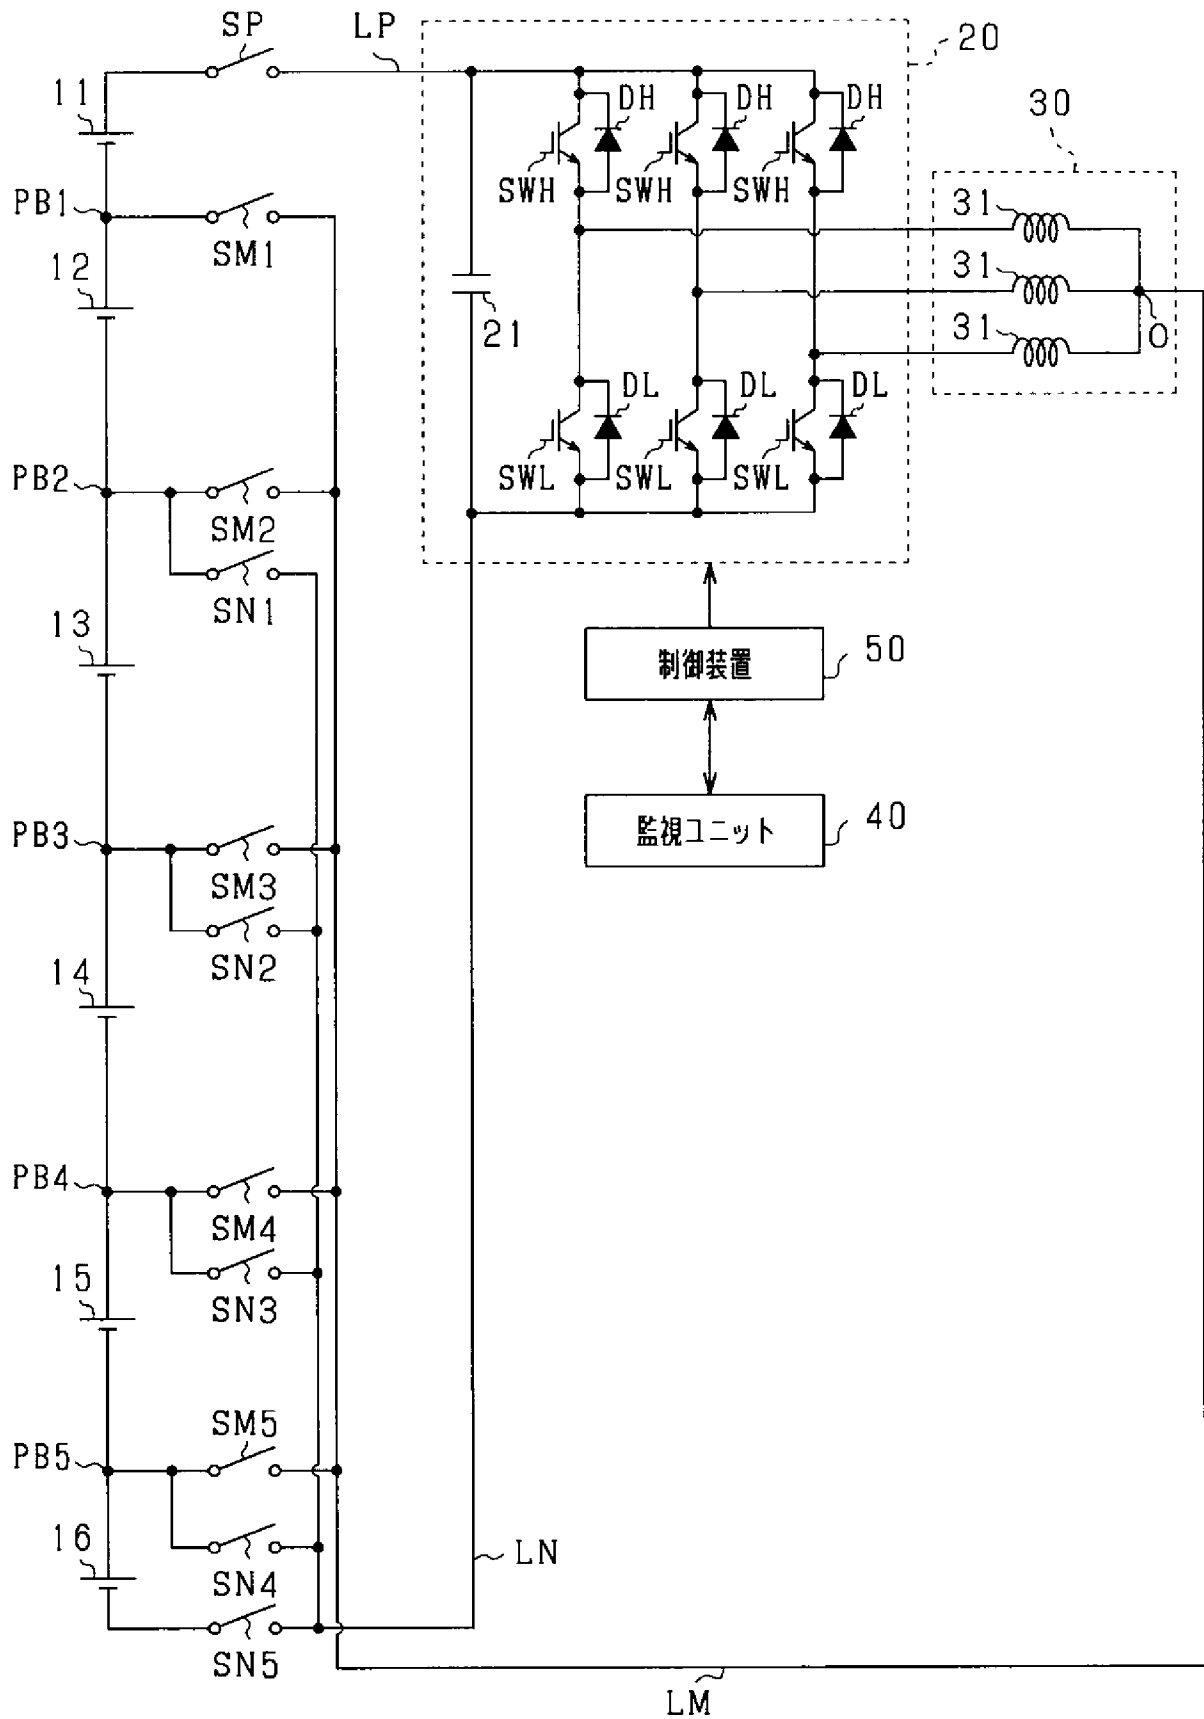 SP
LP
20
11
DH
DH
DH
30
SWH
SWH
SWH
PB1
SM1
31
12
31
21
31
O
DL
DL
DL
PB2
SWL
SWL
SWL
SM2
SN1
13
制御装置
50
PB3
監視ユニット
40
SM3
SN2
14
PB4
SM4
15
SN3
SM5
PB5
16
LN
SN4
SN5
LM